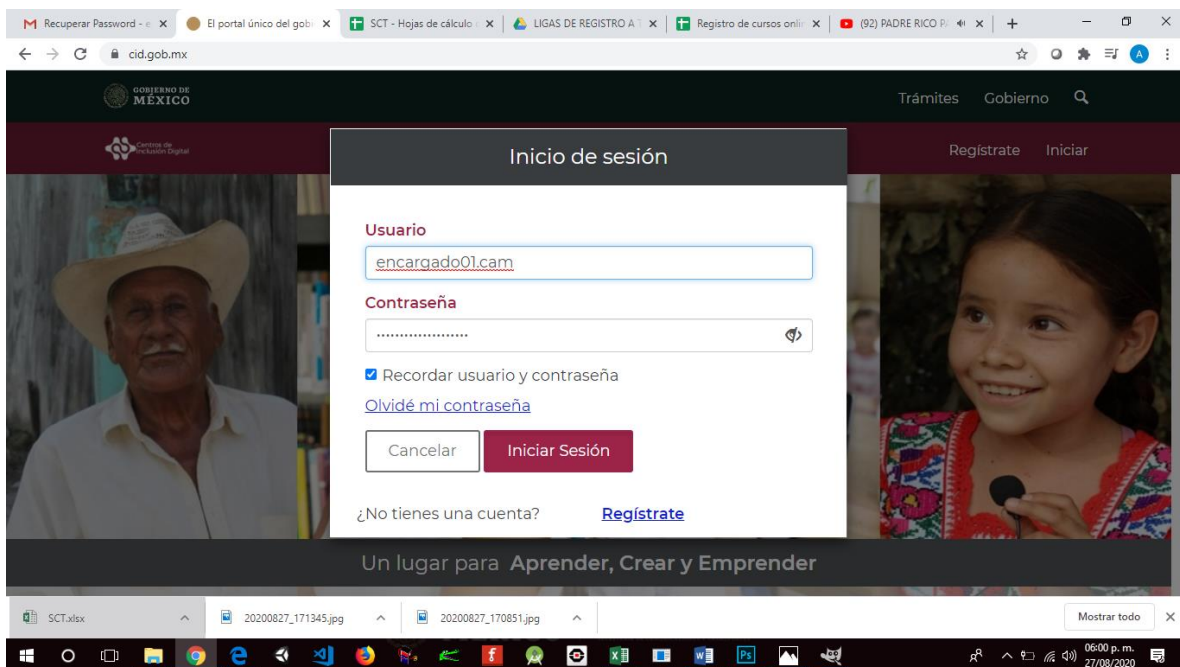 Recuperar Password - e
El portal único del gobi
SCT - Hojas de cálculo
LIGAS DE REGISTRO A T
Registro de cursos onlin
(92) PADRE RICO P
cid.gob.mx
A
GOBIERNO DE
MÉXICO
Trámites Gobierno
Centros de
Inclusión Digital
Regístrate Iniciar
Inicio de sesión
Usuario
encargado01.cam
Contraseña
Recordar usuario y contraseña
Olvidé mi contraseña
Cancelar
Iniciar Sesión
¿No tienes una cuenta? Regístrate
Un lugar para Aprender, Crear y Emprender
SCT.xlsx
20200827_171345.jpg
20200827_170851.jpg
Mostrar todo
06:00 p. m.
27/08/2020